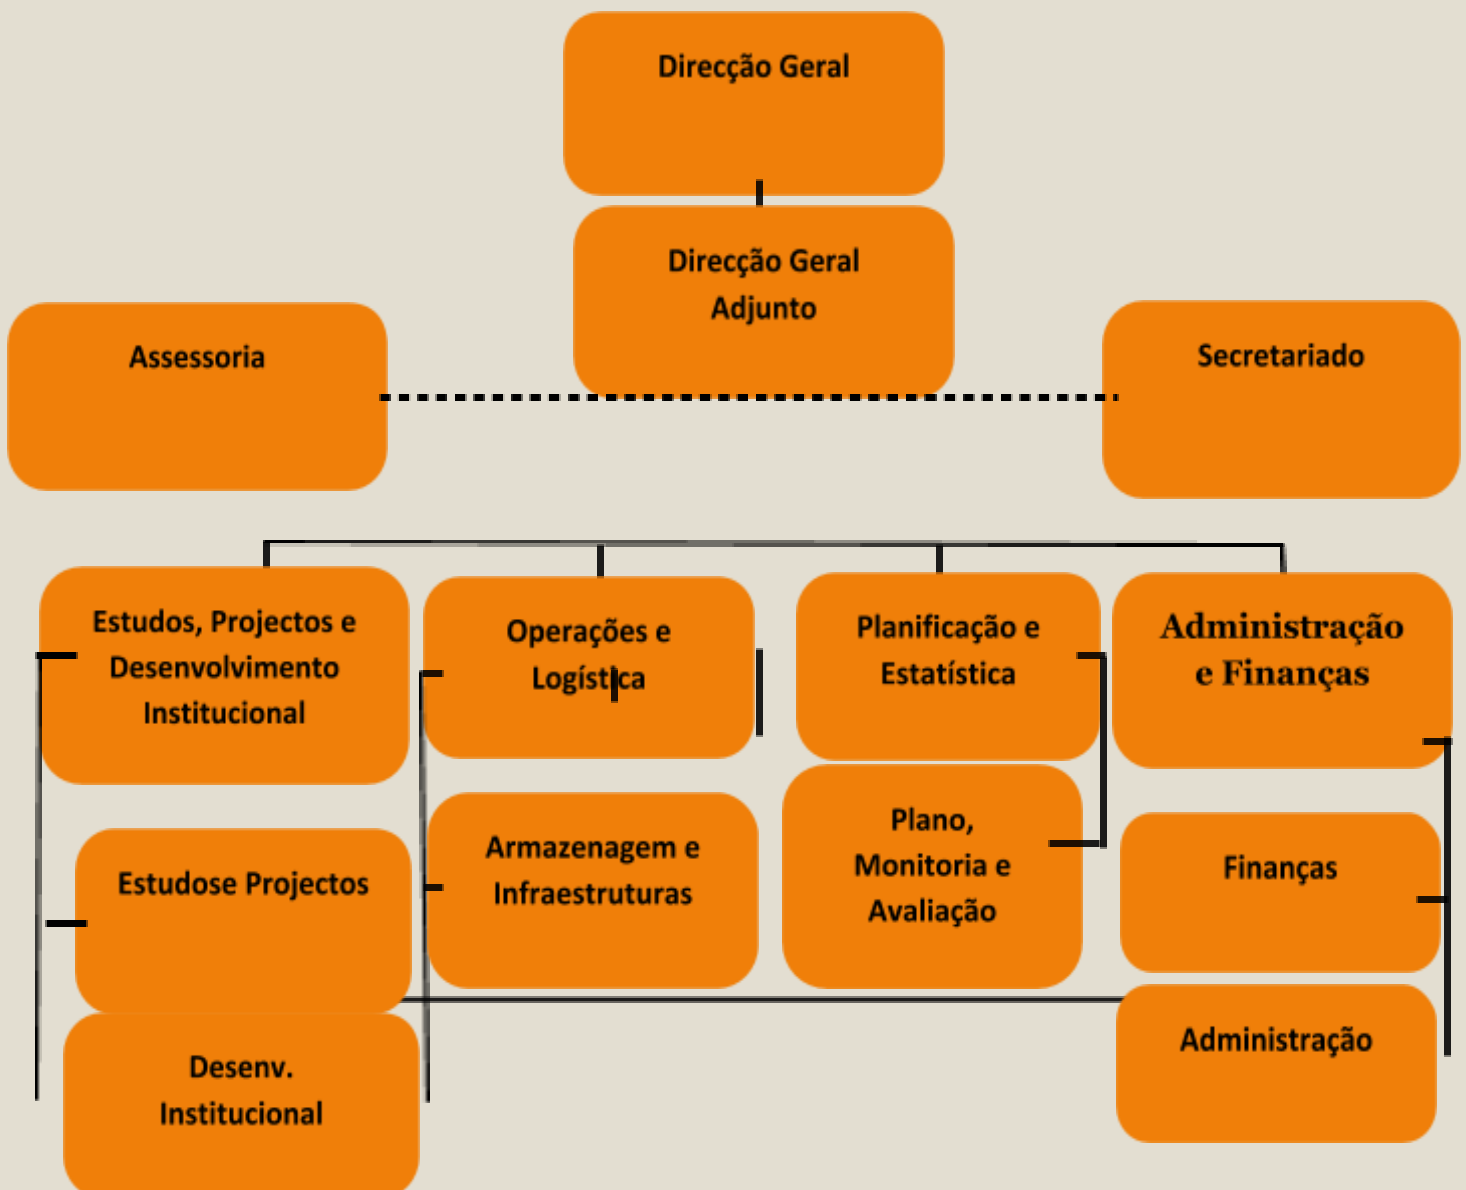 Direcção Geral
Direcção Geral
Adjunto
Assessoria
Secretariado
Estudos, Projectos e
Desenvolvimento
Institucional
Operações e
Logística
Planificação e
Estatística
Administração
e Finanças
Estudose Projectos
Armazenagem e
Infraestruturas
Plano,
Monitoria e
Avaliação
Finanças
Desenv.
Institucional
Administração